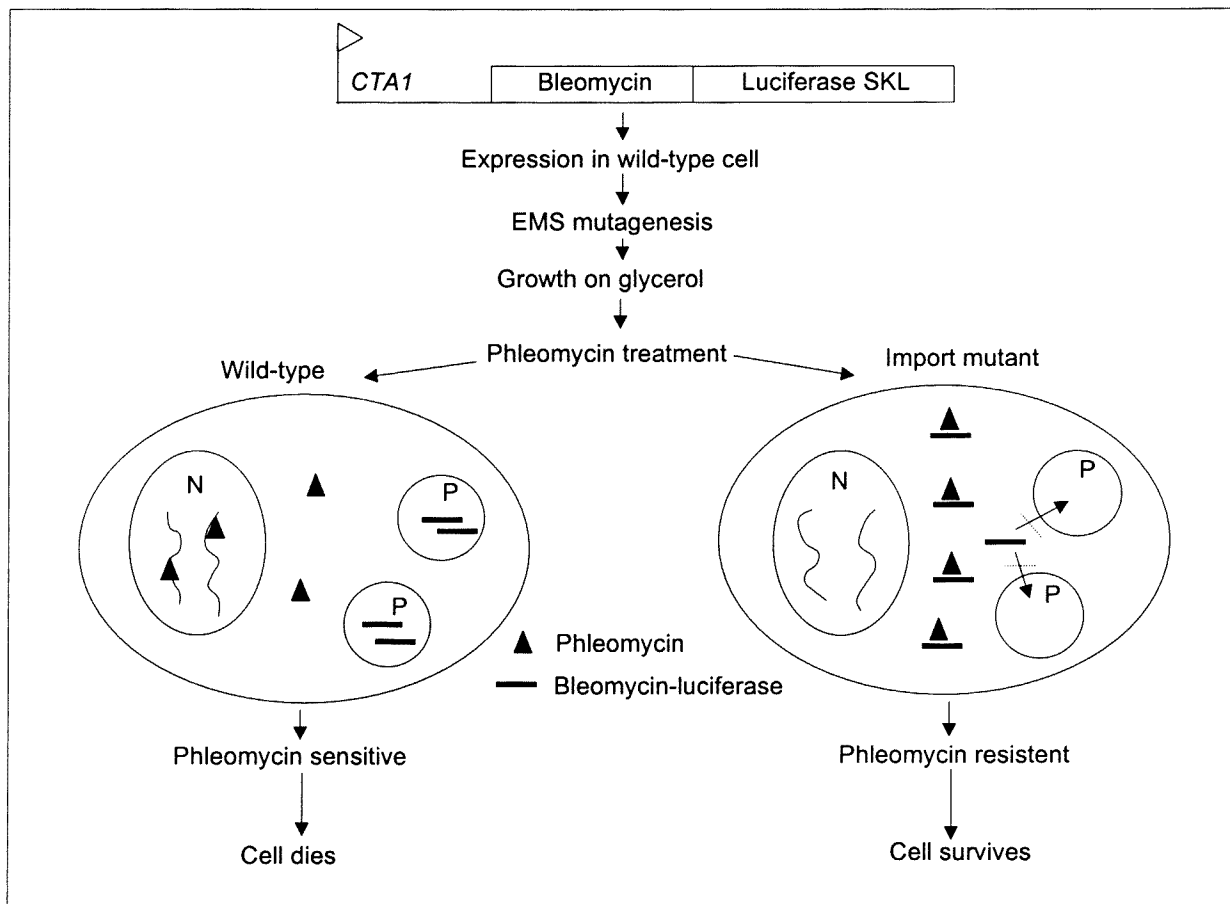 CTA1
Bleomycin
Luciferase SKL
Expression in wild-type cell
EMS mutagenesis
Growth on glycerol
Phleomycin treatment
Wild-type
Import mutant
N
P
P
N
P
P
Phleomycin
Bleomycin-luciferase
Phleomycin sensitive
Phleomycin resistent
Cell dies
Cell survives